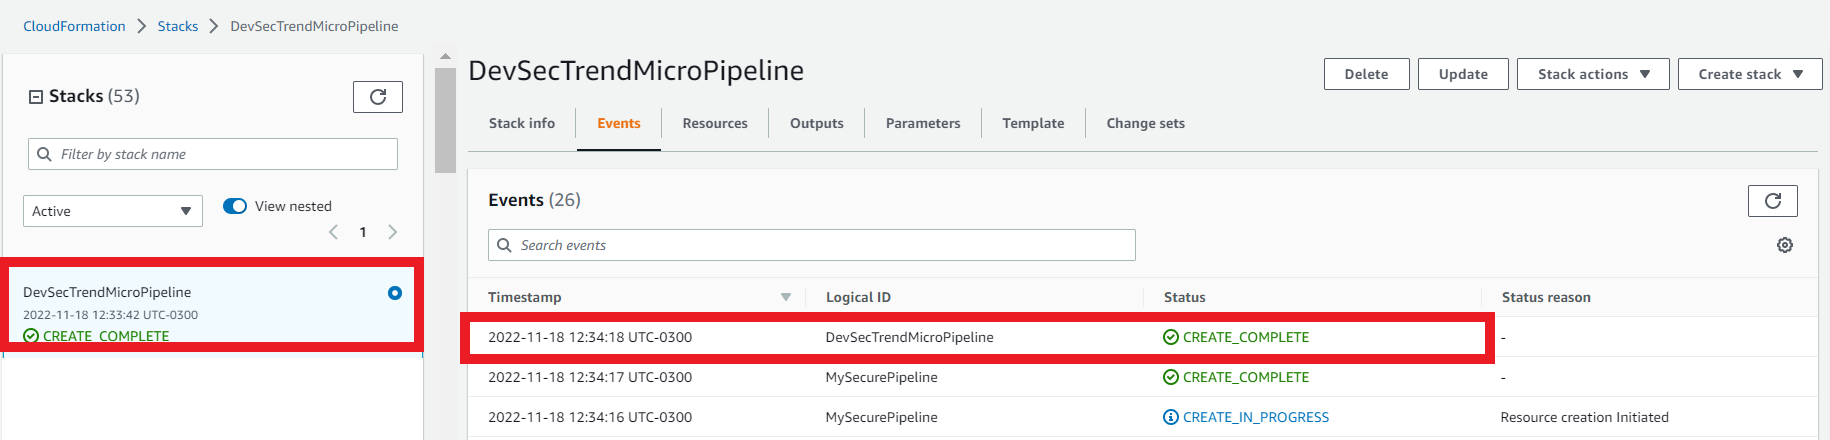 CloudFormation > Stacks > DevSecTrendMicroPipeline
Stacks (53)
Filter by stack name
Active
View nested
1
DevSecTrendMicroPipeline
2022-11-18 12:33:42 UTC-0300
CREATE_COMPLETE
DevSecTrendMicroPipeline
Delete Update Stack actions Create stack
Stack info Events Resources Outputs Parameters Template Change sets
Events (26)
Search events
Timestamp Logical ID Status Status reason
2022-11-18 12:34:18 UTC-0300 DevSecTrendMicroPipeline CREATE_COMPLETE -
2022-11-18 12:34:17 UTC-0300 MySecurePipeline CREATE_COMPLETE -
2022-11-18 12:34:16 UTC-0300 MySecurePipeline CREATE_IN_PROGRESS Resource creation Initiated